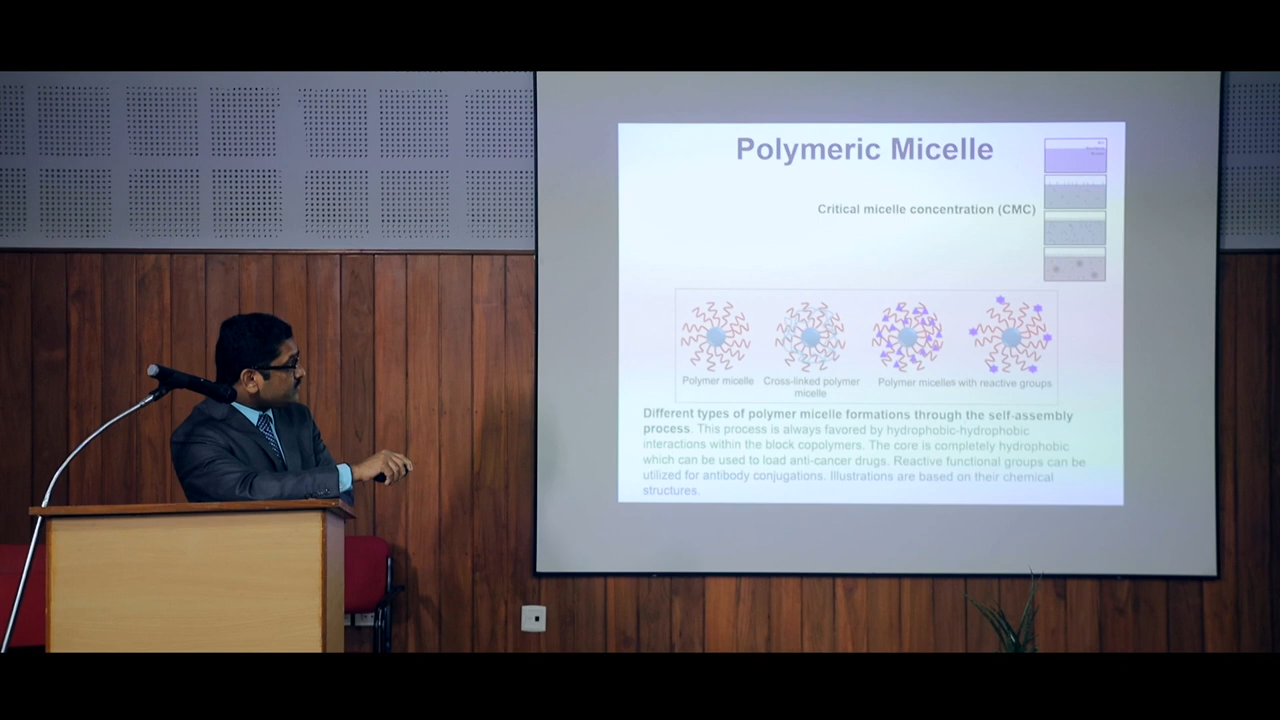 Polymeric Micelle
Critical micelle concentration (CMC)
Polymer micelle
Cross-linked polymer
micelle
Polymer micelles with reactive groups
Different types of polymer micelle formations through the self-assembly
process. This process is always favored by hydrophobic-hydrophobic
interactions within the block copolymers. The core is completely hydrophobic
which can be used to load anti-cancer drugs. Reactive functional groups can be
utilized for antibody conjugations. Illustrations are based on their chemical
structures.